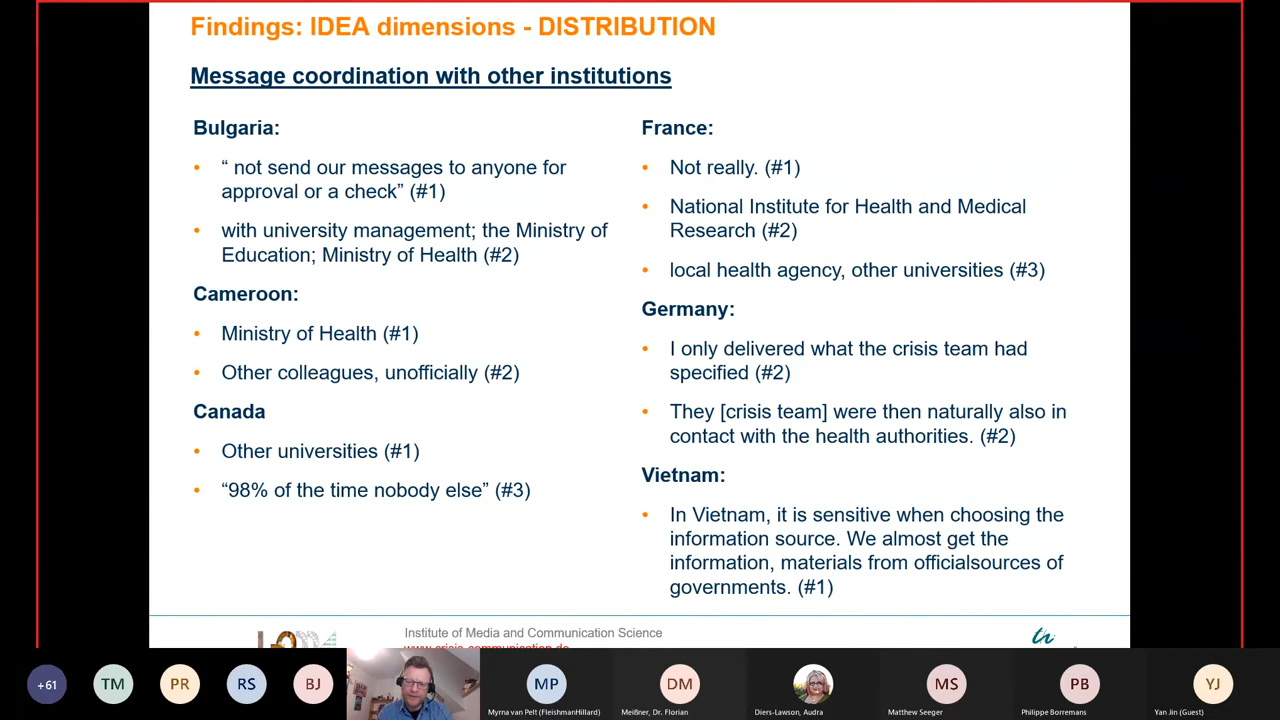 Findings: IDEA dimensions - DISTRIBUTION
Message coordination with other institutions
Bulgaria:
• “ not send our messages to anyone for
approval or a check” (#1)
• with university management; the Ministry of
Education; Ministry of Health (#2)
Cameroon:
• Ministry of Health (#1)
• Other colleagues, unofficially (#2)
Canada
• Other universities (#1)
• “98% of the time nobody else” (#3)
France:
• Not really. (#1)
• National Institute for Health and Medical
Research (#2)
• local health agency, other universities (#3)
Germany:
• I only delivered what the crisis team had
specified (#2)
• They [crisis team] were then naturally also in
contact with the health authorities. (#2)
Vietnam:
• In Vietnam, it is sensitive when choosing the
information source. We almost get the
information, materials from officialsources of
governments. (#1)
Institute of Media and Communication Science
www.crisis-communication.de
+61
TM
PR
RS
BJ
MP
Myrna van Pelt (FleishmanHillard)
DM
Meißner, Dr. Florian
Diers-Lawson, Audra
MS
Matthew Seeger
PB
Philippe Borremans
YJ
Yan Jin (Guest)